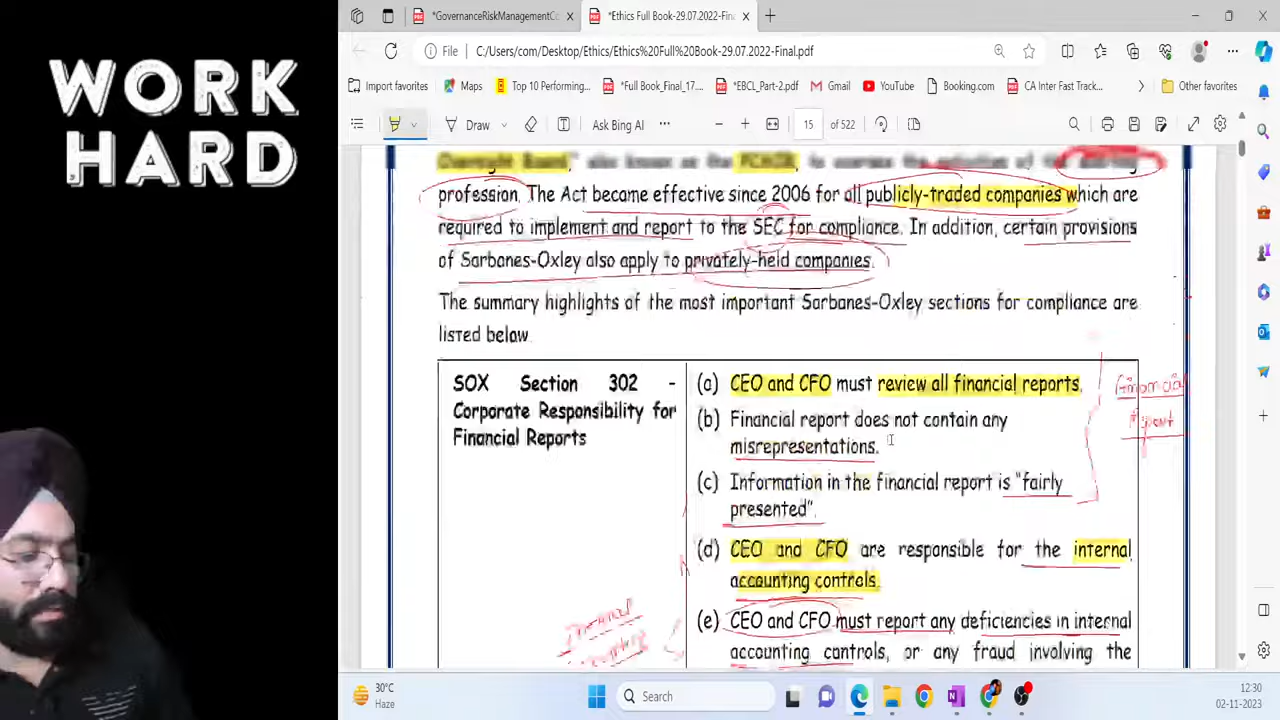 WORK
HARD
*GovernanceRiskManagementCo
*Ethics Full Book-29.07.2022-Fina
File
C:/Users/com/Desktop/Ethics/Ethics%20Full%20Book-29.07.2022-Final.pdf
Import favorites
Maps
Top 10 Performing...
*Full Book_Final_17....
*EBCL_Part-2.pdf
Gmail
YouTube
Booking.com
CA Inter Fast Track...
Other favorites
Draw
Ask Bing AI
15
of 522
profession. The Act became effective since 2006 for all publicly-traded companies which are
required to implement and report to the SEC for compliance. In addition, certain provisions
of Sarbanes-Oxley also apply to privately-held companies.
The summary highlights of the most important Sarbanes-Oxley sections for compliance are
listed below
SOX Section 302 -
Corporate Responsibility for
Financial Reports
(a) CEO and CFO must review all financial reports.
(b) Financial report does not contain any
misrepresentations.
(c) Information in the financial report is "fairly
presented".
(d) CEO and CFO are responsible for the internal
accounting controls.
(e) CEO and CFO must report any deficiencies in internal
accounting controls, or any fraud involving the
Financial
30°C
Haze
Search
12:30
02-11-2023